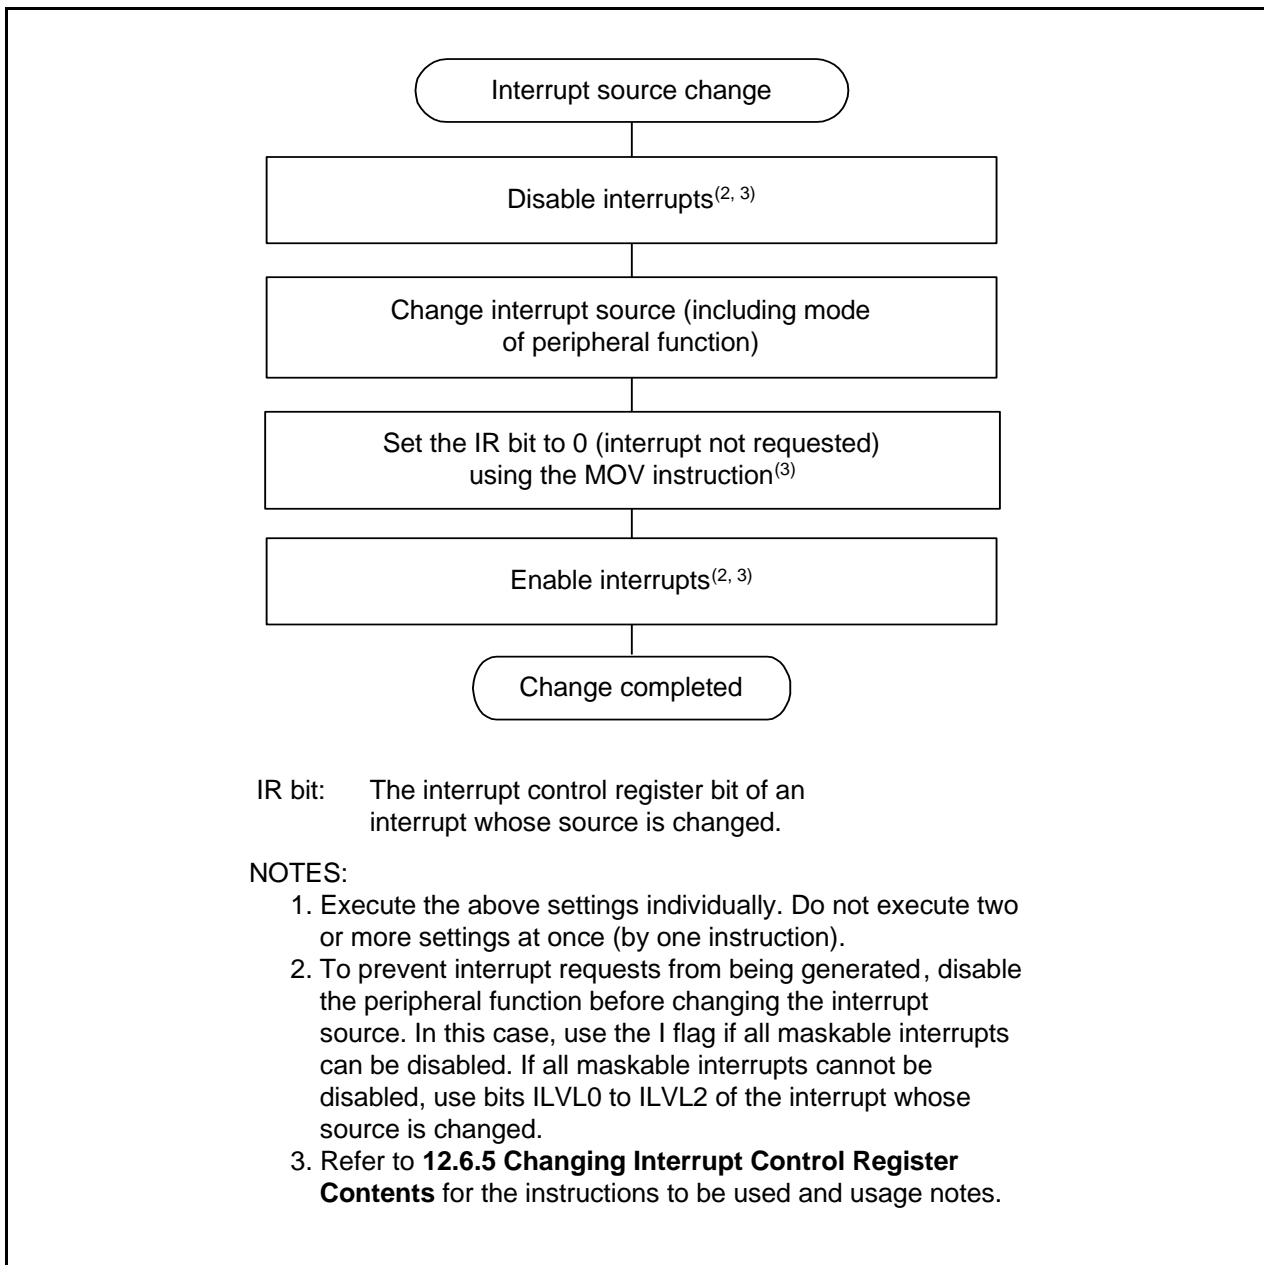 Interrupt source change
Disable interrupts(2, 3)
Change interrupt source (including mode
of peripheral function)
Set the IR bit to 0 (interrupt not requested)
using the MOV instruction(3)
Enable interrupts(2, 3)
Change completed
IR bit: The interrupt control register bit of an
interrupt whose source is changed.
NOTES:
1. Execute the above settings individually. Do not execute two
or more settings at once (by one instruction).
2. To prevent interrupt requests from being generated, disable
the peripheral function before changing the interrupt
source. In this case, use the I flag if all maskable interrupts
can be disabled. If all maskable interrupts cannot be
disabled, use bits ILVL0 to ILVL2 of the interrupt whose
source is changed.
3. Refer to 12.6.5 Changing Interrupt Control Register
Contents for the instructions to be used and usage notes.